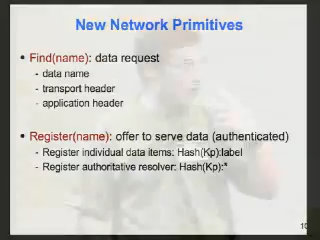 New Network Primitives
• Find(name): data request
- data name
- transport header
- application header
• Register(name): offer to serve data (authenticated)
- Register individual data items: Hash(Kp):label
- Register authoritative resolver: Hash(Kp):*
10